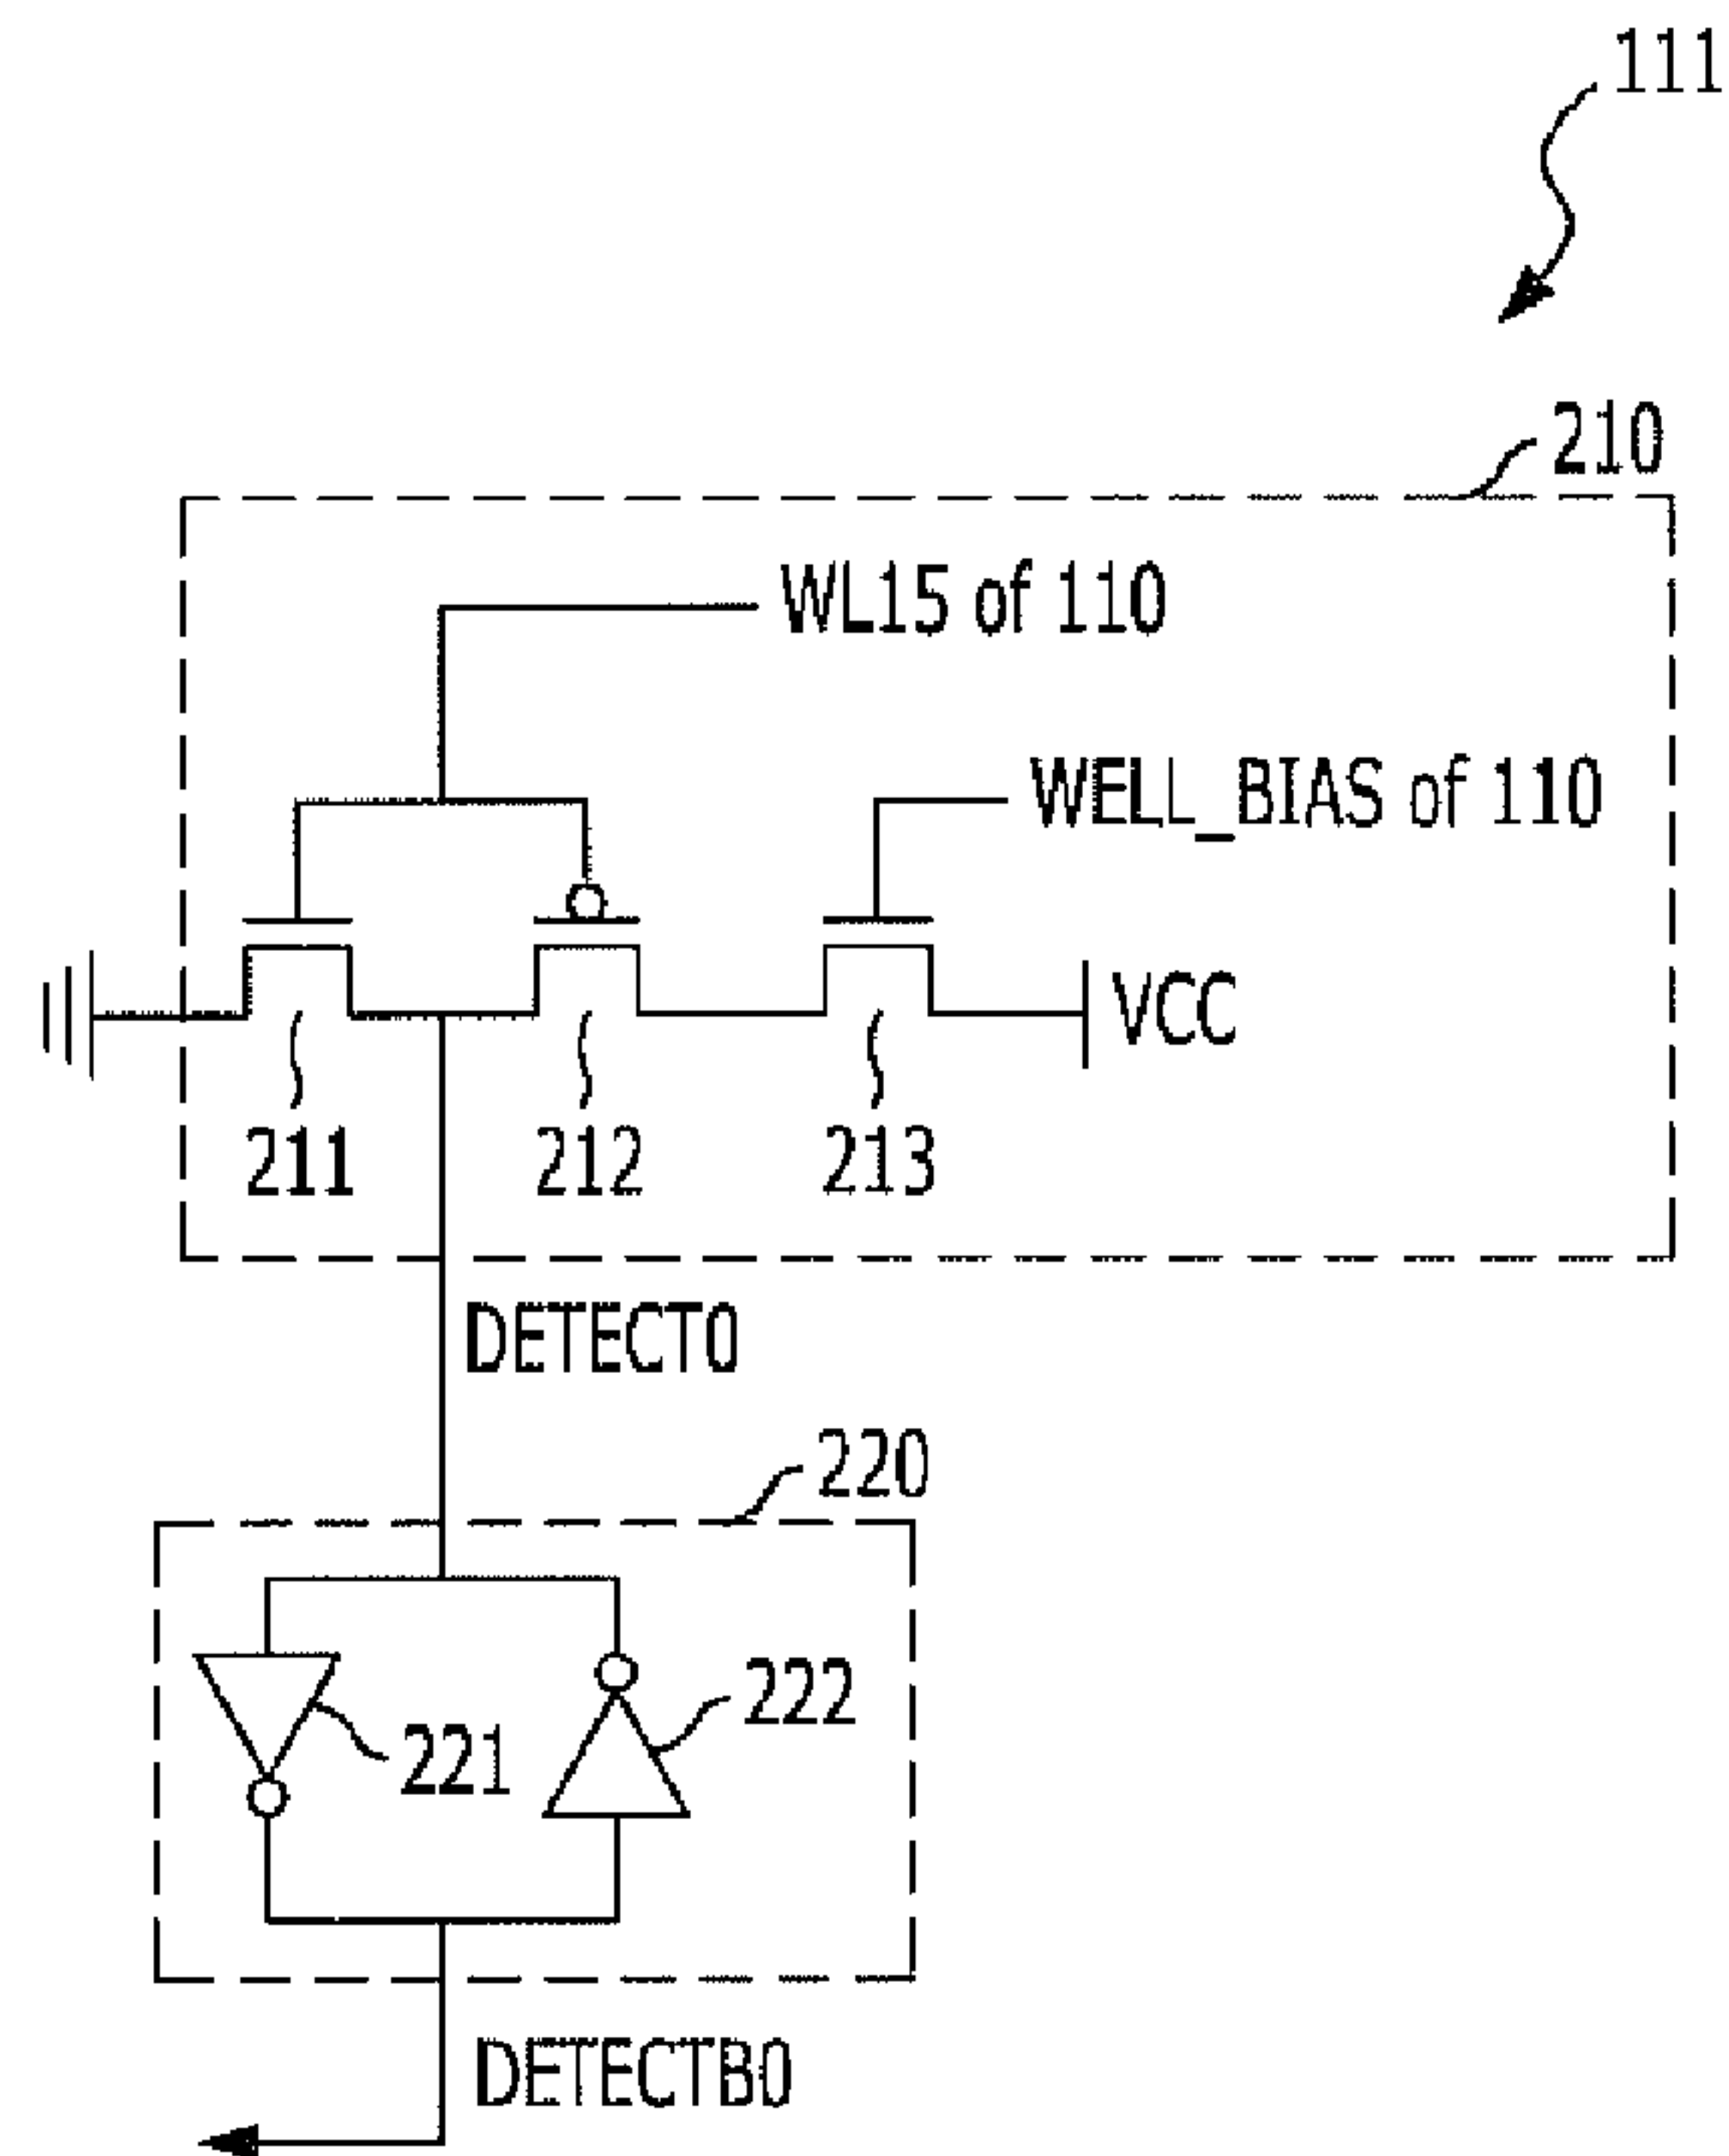 111
210
WL15 of 110
WELL_BIAS of 110
VCC
211 212 213
DETECT0
220
221 222
DETECTB0